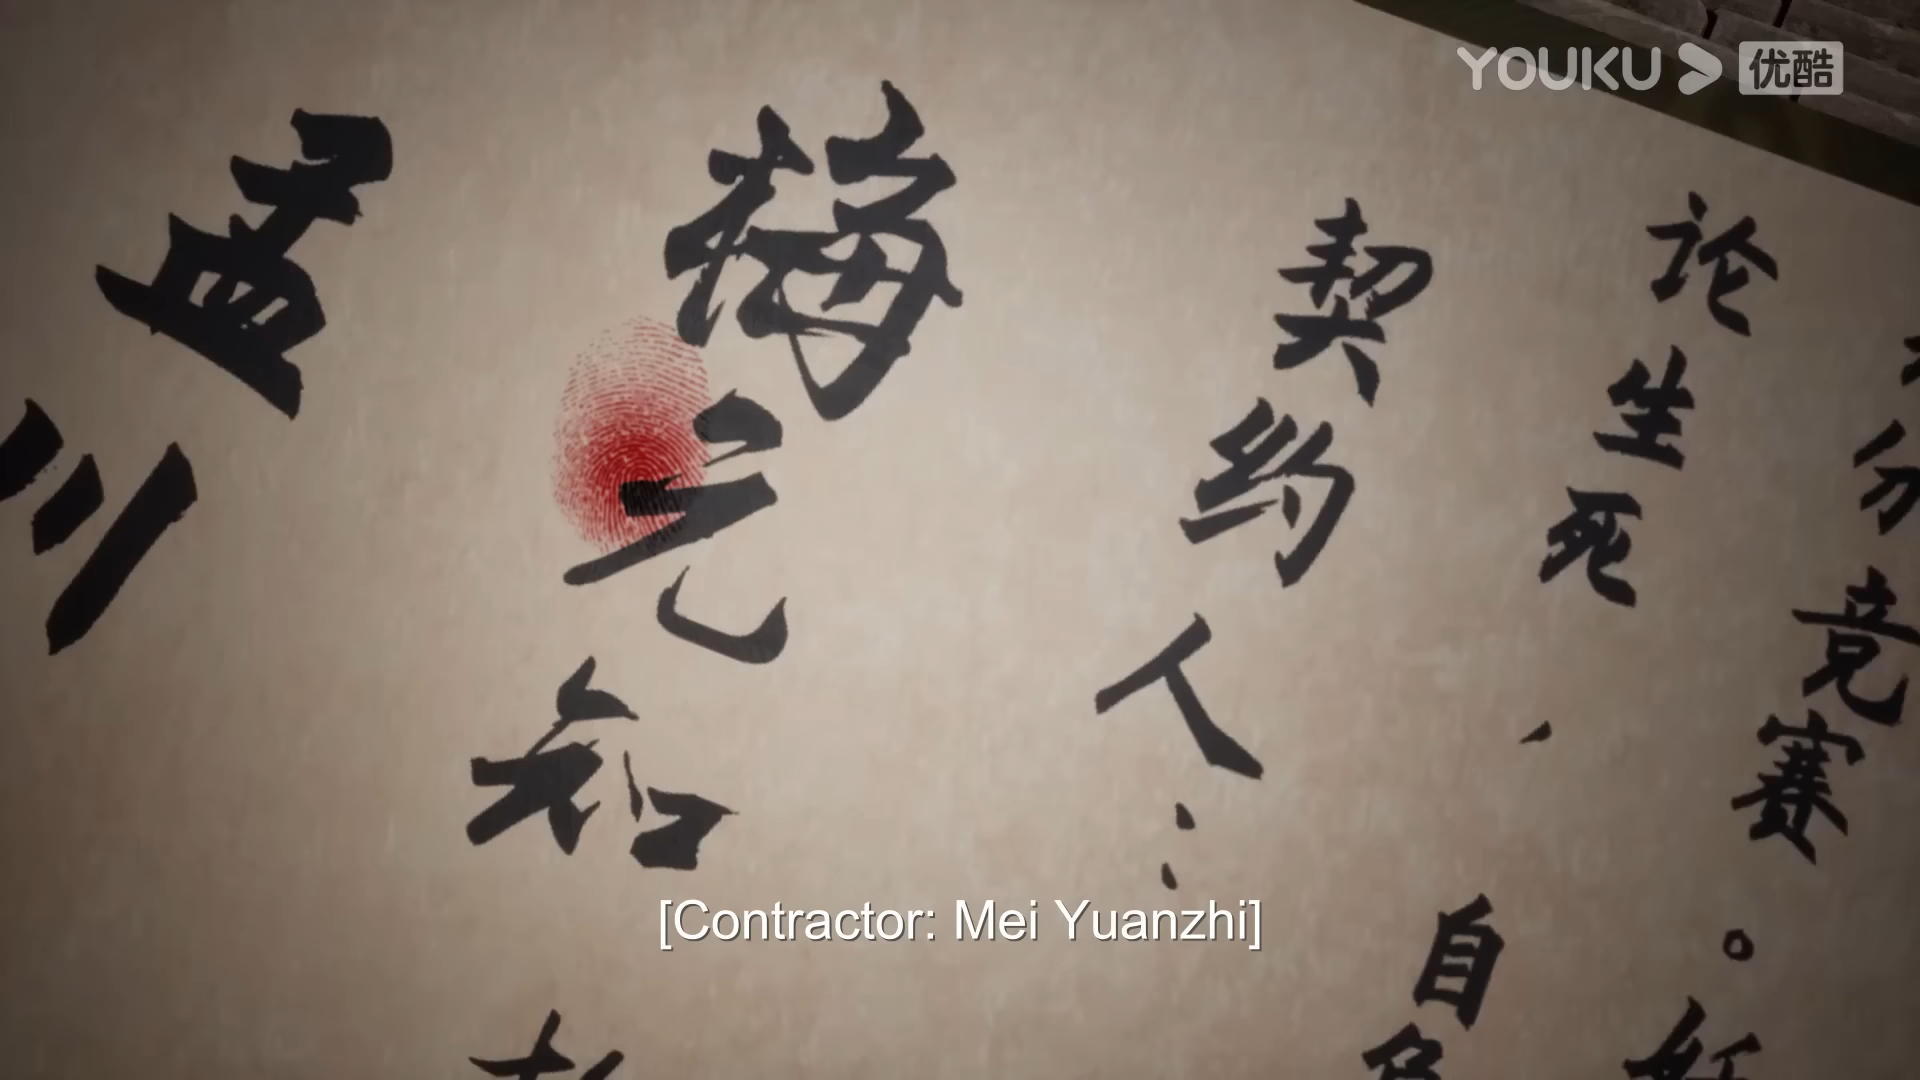 YOUKU 优酷
竞赛。
论生死，
自
契约人：
梅元知
孟川
[Contractor: Mei Yuanzhi]